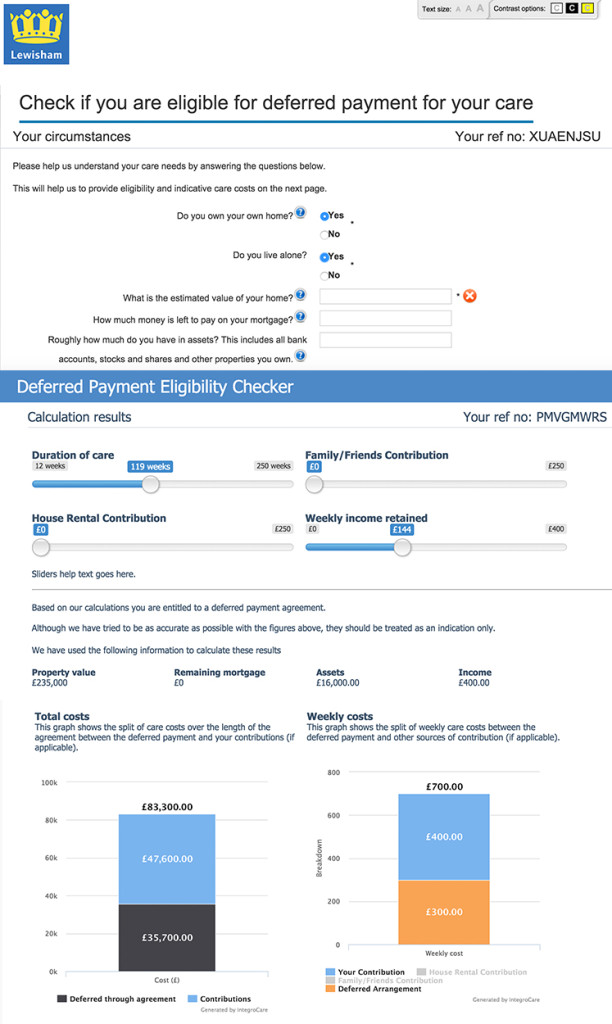 Text size: A A A Contrast options: C C C
Lewisham
Check if you are eligible for deferred payment for your care
Your circumstances Your ref no: XUAENJSU
Please help us understand your care needs by answering the questions below.
This will help us to provide eligibility and indicative care costs on the next page.
Do you own your own home? ? Yes *
No
Do you live alone? Yes *
No
What is the estimated value of your home? ? *
How much money is left to pay on your mortgage? ?
Roughly how much do you have in assets? This includes all bank
accounts, stocks and shares and other properties you own. ?
Deferred Payment Eligibility Checker
Calculation results Your ref no: PMVGMWRS
Duration of care
12 weeks 119 weeks 250 weeks
Family/Friends Contribution
£0 £250
House Rental Contribution
£0 £250
Weekly income retained
£0 £144 £400
Sliders help text goes here.
Based on our calculations you are entitled to a deferred payment agreement.
Although we have tried to be as accurate as possible with the figures above, they should be treated as an indication only.
We have used the following information to calculate these results
Property value Remaining mortgage Assets Income
£235,000 £0 £16,000.00 £400.00
Total costs
This graph shows the split of care costs over the length of the
agreement between the deferred payment and your contributions (if
applicable).
100k
80k
60k
40k
20k
0k
£83,300.00
£47,600.00
£35,700.00
Cost (£)
Deferred through agreement Contributions
Generated by IntegroCare
Weekly costs
This graph shows the split of weekly care costs between the
deferred payment and other sources of contribution (if applicable).
800
600
400
200
0
Breakdown
£700.00
£400.00
£300.00
Weekly cost
Your Contribution House Rental Contribution
Family/Friends Contribution
Deferred Arrangement
Generated by IntegroCare